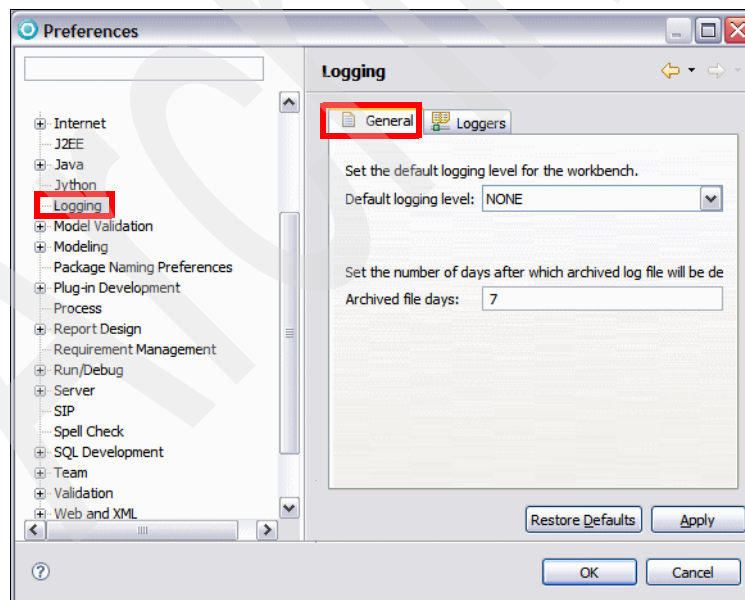 Preferences
Logging
Internet
J2EE
Java
Jython
Logging
Model Validation
Modeling
Package Naming Preferences
Plug-in Development
Process
Report Design
Requirement Management
Run/Debug
Server
SIP
Spell Check
SQL Development
Team
Validation
Web and XML
General
Loggers
Set the default logging level for the workbench.
Default logging level: NONE
Set the number of days after which archived log file will be de
Archived file days: 7
Restore Defaults
Apply
OK
Cancel